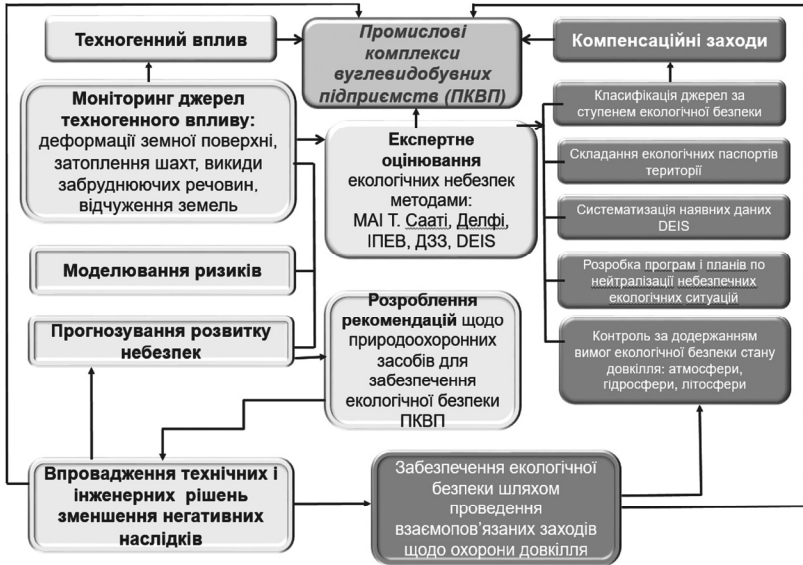 Техногенний вплив
Промислові
комплекси
вуглевидобувних
підприємств (ПКВП)
Компенсаційні заходи
Моніторинг джерел
техногенного впливу:
деформації земної поверхні,
затоплення шахт, викиди
забруднюючих речовин,
відчуження земель
Експертне
оцінювання
екологічних небезпек
методами:
МАІ Т. Сааті, Делфі,
ІПЕВ, ДЗЗ, DEIS
Класифікація джерел за
ступенем екологічної безпеки
Складання екологічних паспортів
території
Систематизація наявних даних
DEIS
Розробка програм і планів по
нейтралізації небезпечних
екологічних ситуацій
Контроль за додержанням
вимог екологічної безпеки стану
довкілля: атмосфери,
гідросфери, літосфери
Моделювання ризиків
Прогнозування розвитку
небезпек
Розроблення
рекомендацій щодо
природоохоронних
засобів для
забезпечення
екологічної безпеки
ПКВП
Впровадження технічних і
інженерних рішень
зменшення негативних
наслідків
Забезпечення екологічної
безпеки шляхом
проведення
взаємопов’язаних заходів
щодо охорони довкілля